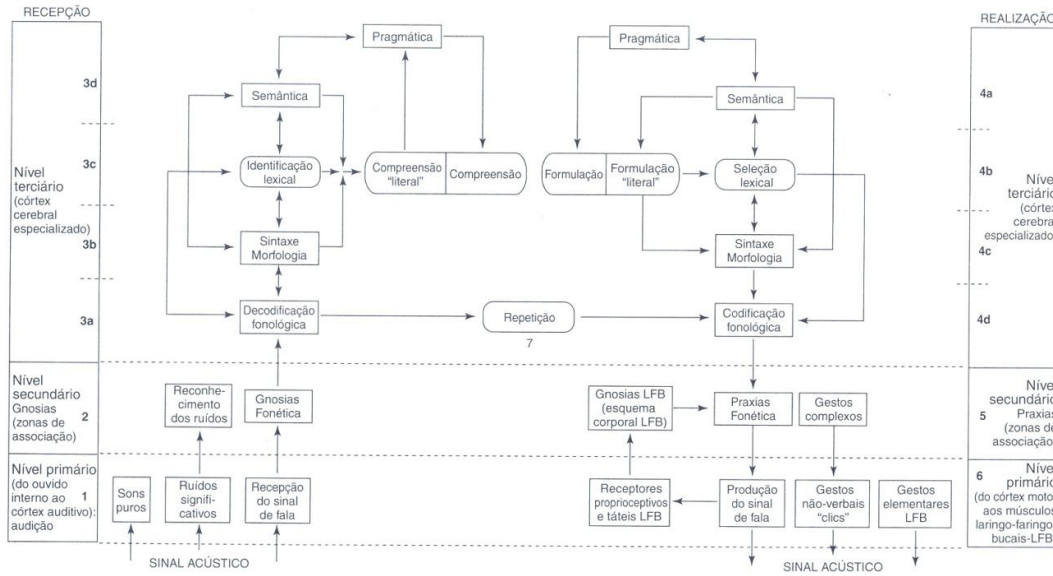 RECEPÇÃO
3d
3c
Nível
terciário
(córtex
cerebral
especializado)
3b
3a
Nível
secundário
Gnosias
(zonas de
associação)
2
Nível primário
(do ouvido
interno ao
córtex auditivo):
audição
1
Pragmática
Semântica
Identificação
lexical
Compreensão
"literal"
Compreensão
Sintaxe
Morfologia
Decodificação
fonológica
Repetição
7
Reconhe-
cimento
dos ruídos
Gnosias
Fonética
Sons
puros
Ruídos
signifi-
cativos
Recepção
do sinal
de fala
SINAL ACÚSTICO
Pragmática
Semântica
Formulação
Formulação
"literal"
Seleção
lexical
Sintaxe
Morfologia
Codificação
fonológica
Gnosias LFB
(esquema
corporal LFB)
Praxias
Fonética
Gestos
complexos
Receptores
proprioceptivos
e táteis LFB
Produção
do sinal
de fala
Gestos
não-verbais
"clics"
Gestos
elementares
LFB
SINAL ACÚSTICO
REALIZAÇÃO
4a
4b
Nível
terciário
(córtex
cerebral
especializado
4c
4d
Nível
secundário
5
Praxias
(zonas de
associação
6
Nível
primário
(do córtex moto
aos músculos
laringo-faringo
bucais-LFB